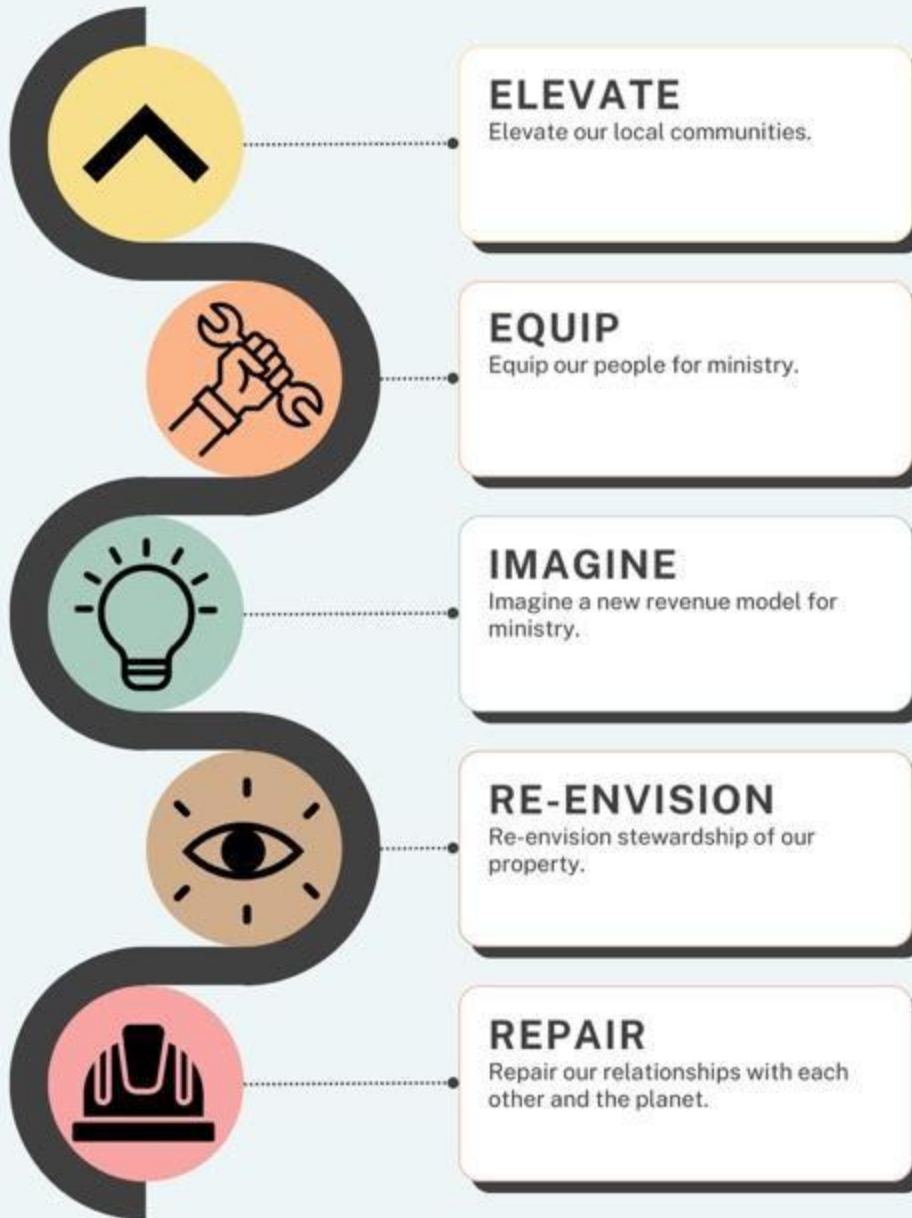 ELEVATE
Elevate our local communities.
EQUIP
Equip our people for ministry.
IMAGINE
Imagine a new revenue model for
ministry.
RE-ENVISION
Re-envision stewardship of our
property.
REPAIR
Repair our relationships with each
other and the planet.